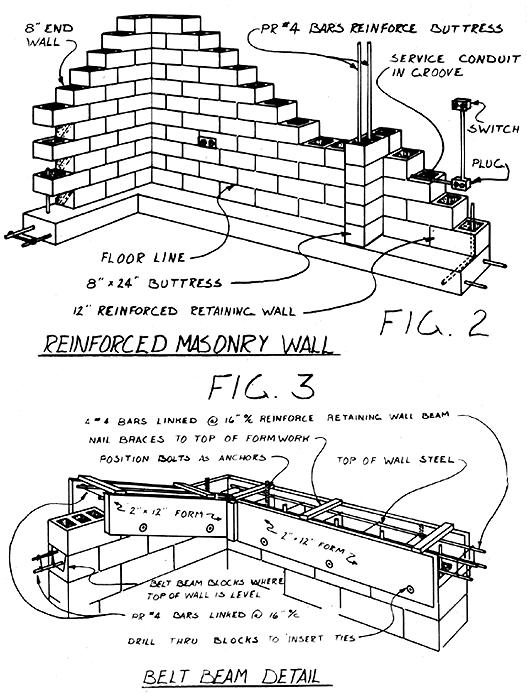 8" END
WALL
PR #4 BARS REINFORCE BUTTRESS
SERVICE CONDUIT
IN GROOVE
SWITCH
PLUG
FLOOR LINE
8" x 24" BUTTRESS
12" REINFORCED RETAINING WALL
FIG. 2
REINFORCED MASONRY WALL
FIG. 3
4 #4 BARS LINKED @ 16" o/c REINFORCE RETAINING WALL BEAM
NAIL BRACES TO TOP OF FORMWORK
POSITION BOLTS AS ANCHORS
TOP OF WALL STEEL
2" x 12" FORM
2" x 12" FORM
BELT BEAM BLOCKS WHERE
TOP OF WALL IS LEVEL
PR #4 BARS LINKED @ 16" o/c
DRILL THRU BLOCKS TO INSERT TIES
BELT BEAM DETAIL